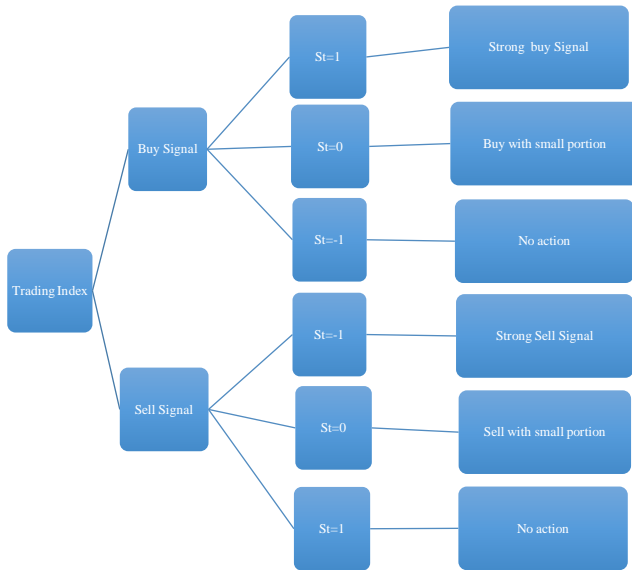 Trading Index
Buy Signal
St=1
Strong  buy Signal
St=0
Buy with small portion
St=-1
No action
Sell Signal
St=-1
Strong Sell Signal
St=0
Sell with small portion
St=1
No action